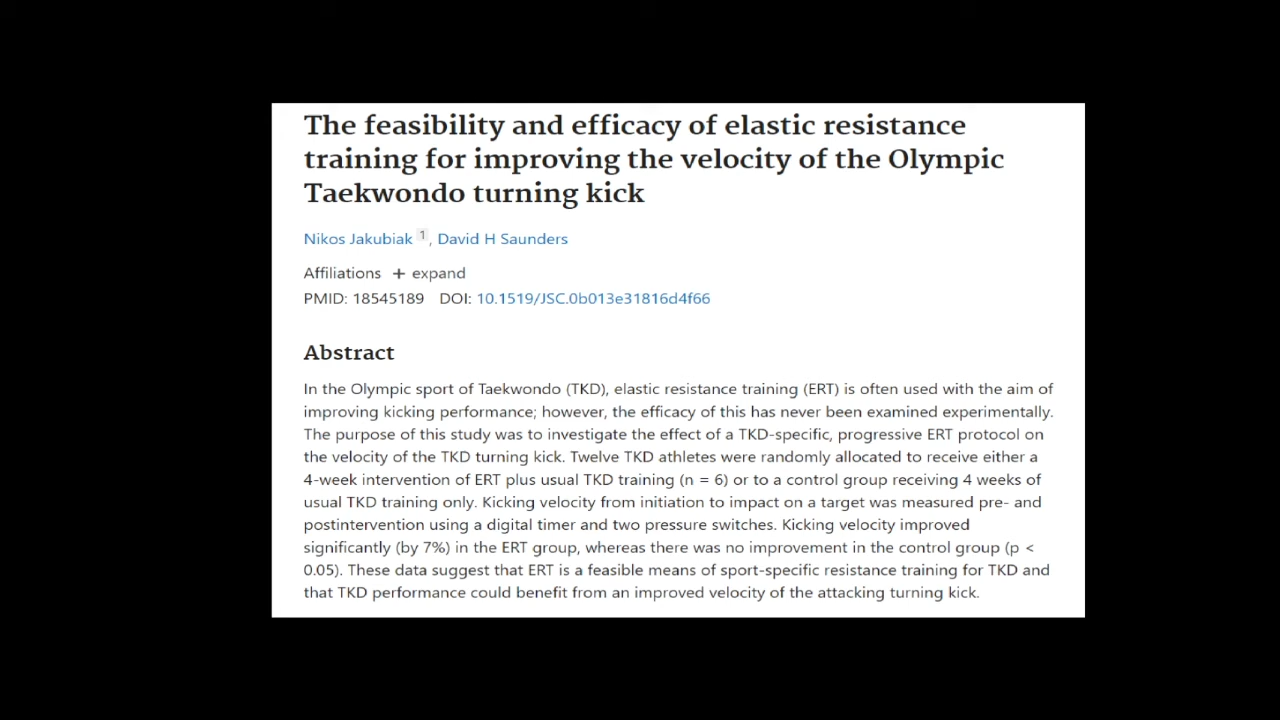 The feasibility and efficacy of elastic resistance
training for improving the velocity of the Olympic
Taekwondo turning kick
Nikos Jakubiak 1, David H Saunders
Affiliations + expand
PMID: 18545189 DOI: 10.1519/JSC.0b013e31816d4f66
Abstract
In the Olympic sport of Taekwondo (TKD), elastic resistance training (ERT) is often used with the aim of
improving kicking performance; however, the efficacy of this has never been examined experimentally.
The purpose of this study was to investigate the effect of a TKD-specific, progressive ERT protocol on
the velocity of the TKD turning kick. Twelve TKD athletes were randomly allocated to receive either a
4-week intervention of ERT plus usual TKD training (n = 6) or to a control group receiving 4 weeks of
usual TKD training only. Kicking velocity from initiation to impact on a target was measured pre- and
postintervention using a digital timer and two pressure switches. Kicking velocity improved
significantly (by 7%) in the ERT group, whereas there was no improvement in the control group (p <
0.05). These data suggest that ERT is a feasible means of sport-specific resistance training for TKD and
that TKD performance could benefit from an improved velocity of the attacking turning kick.